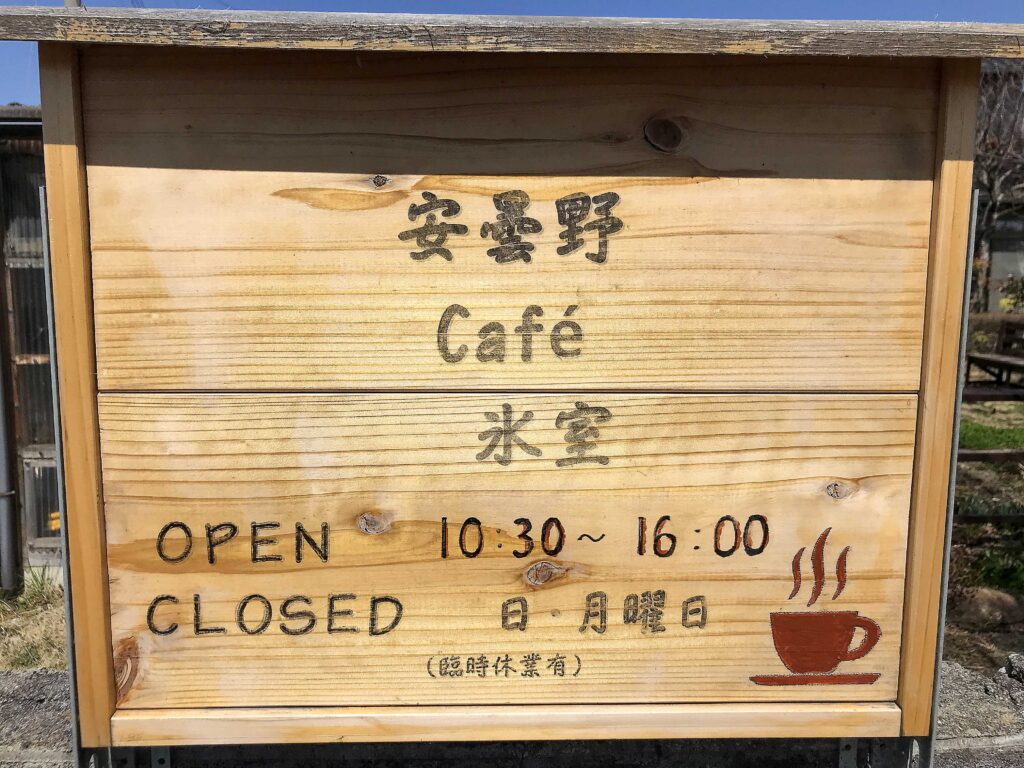 安曇野
Café
氷室
OPEN 10:30～16:00
CLOSED 日・月曜日
(臨時休業有)